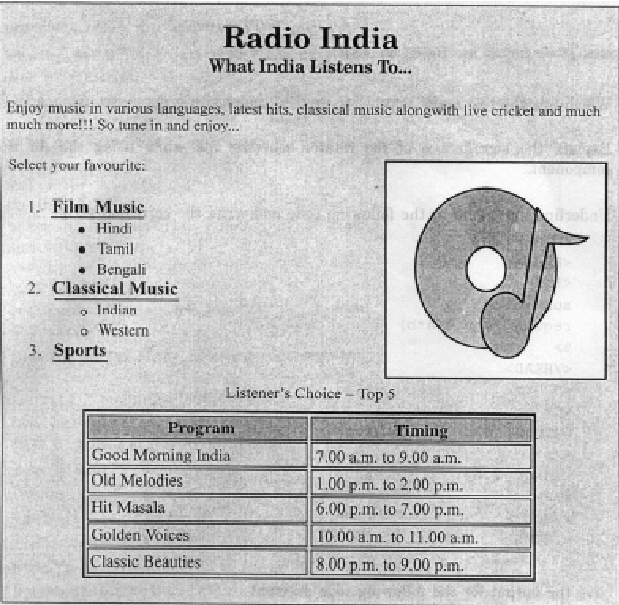 Radio India
What India Listens To...
Enjoy music in various languages, latest hits, classical music alongwith live cricket and much
much more!!! So tune in and enjoy...
Select your favourite:
1. Film Music
• Hindi
• Tamil
• Bengali
2. Classical Music
o Indian
o Western
3. Sports
Listener's Choice – Top 5
Program Timing
Good Morning India 7.00 a.m. to 9.00 a.m.
Old Melodies 1.00 p.m. to 2.00 p.m.
Hit Masala 6.00 p.m. to 7.00 p.m.
Golden Voices 10.00 a.m. to 11.00 a.m.
Classic Beauties 8.00 p.m. to 9.00 p.m.